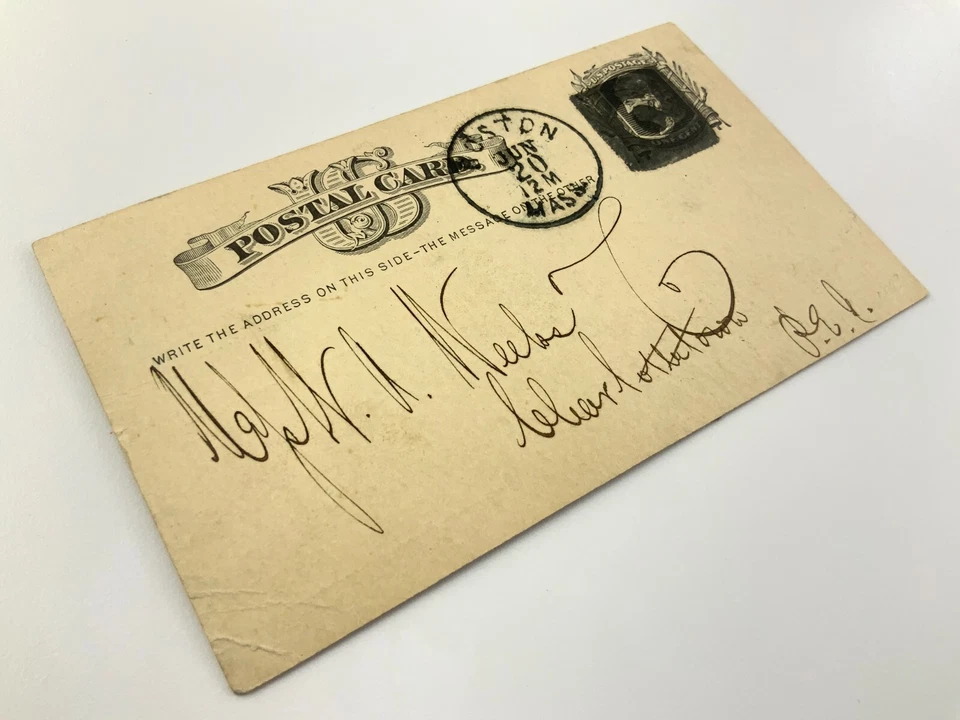 U.S. POSTAGE
ONE CENT
BOSTON
JUN
20
12 M
MASS.
POSTAL CARD
WRITE THE ADDRESS ON THIS SIDE - THE MESSAGE ON THE OTHER
W. A. Weeks
Charlottetown
P.E.I.